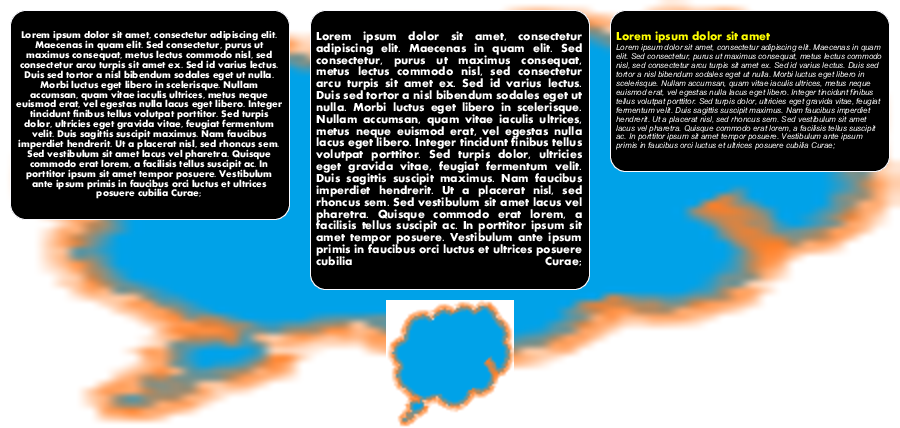 Lorem ipsum dolor sit amet, consectetur adipiscing elit.
Maecenas in quam elit. Sed consectetur, purus ut
maximus consequat, metus lectus commodo nisl, sed
consectetur arcu turpis sit amet ex. Sed id varius lectus.
Duis sed tortor a nisl bibendum sodales eget ut nulla.
Morbi luctus eget libero in scelerisque. Nullam
accumsan, quam vitae iaculis ultrices, metus neque
euismod erat, vel egestas nulla lacus eget libero. Integer
tincidunt finibus tellus volutpat porttitor. Sed turpis
dolor, ultricies eget gravida vitae, feugiat fermentum
velit. Duis sagittis suscipit maximus. Nam faucibus
imperdiet hendrerit. Ut a placerat nisl, sed rhoncus sem.
Sed vestibulum sit amet lacus vel pharetra. Quisque
commodo erat lorem, a facilisis tellus suscipit ac. In
porttitor ipsum sit amet tempor posuere. Vestibulum
ante ipsum primis in faucibus orci luctus et ultrices
posuere cubilia Curae;
Lorem ipsum dolor sit amet, consectetur
adipiscing elit. Maecenas in quam elit. Sed
consectetur, purus ut maximus consequat,
metus lectus commodo nisl, sed consectetur
arcu turpis sit amet ex. Sed id varius lectus.
Duis sed tortor a nisl bibendum sodales eget ut
nulla. Morbi luctus eget libero in scelerisque.
Nullam accumsan, quam vitae iaculis ultrices,
metus neque euismod erat, vel egestas nulla
lacus eget libero. Integer tincidunt finibus tellus
volutpat porttitor. Sed turpis dolor, ultricies
eget gravida vitae, feugiat fermentum velit.
Duis sagittis suscipit maximus. Nam faucibus
imperdiet hendrerit. Ut a placerat nisl, sed
rhoncus sem. Sed vestibulum sit amet lacus vel
pharetra. Quisque commodo erat lorem, a
facilisis tellus suscipit ac. In porttitor ipsum sit
amet tempor posuere. Vestibulum ante ipsum
primis in faucibus orci luctus et ultrices posuere
cubilia Curae;
Lorem ipsum dolor sit amet
Lorem ipsum dolor sit amet, consectetur adipiscing elit. Maecenas in quam
elit. Sed consectetur, purus ut maximus consequat, metus lectus commodo
nisl, sed consectetur arcu turpis sit amet ex. Sed id varius lectus. Duis sed
tortor a nisl bibendum sodales eget ut nulla. Morbi luctus eget libero in
scelerisque. Nullam accumsan, quam vitae iaculis ultrices, metus neque
euismod erat, vel egestas nulla lacus eget libero. Integer tincidunt finibus
tellus volutpat porttitor. Sed turpis dolor, ultricies eget gravida vitae, feugiat
fermentum velit. Duis sagittis suscipit maximus. Nam faucibus imperdiet
hendrerit. Ut a placerat nisl, sed rhoncus sem. Sed vestibulum sit amet
lacus vel pharetra. Quisque commodo erat lorem, a facilisis tellus suscipit
ac. In porttitor ipsum sit amet tempor posuere. Vestibulum ante ipsum
primis in faucibus orci luctus et ultrices posuere cubilia Curae;